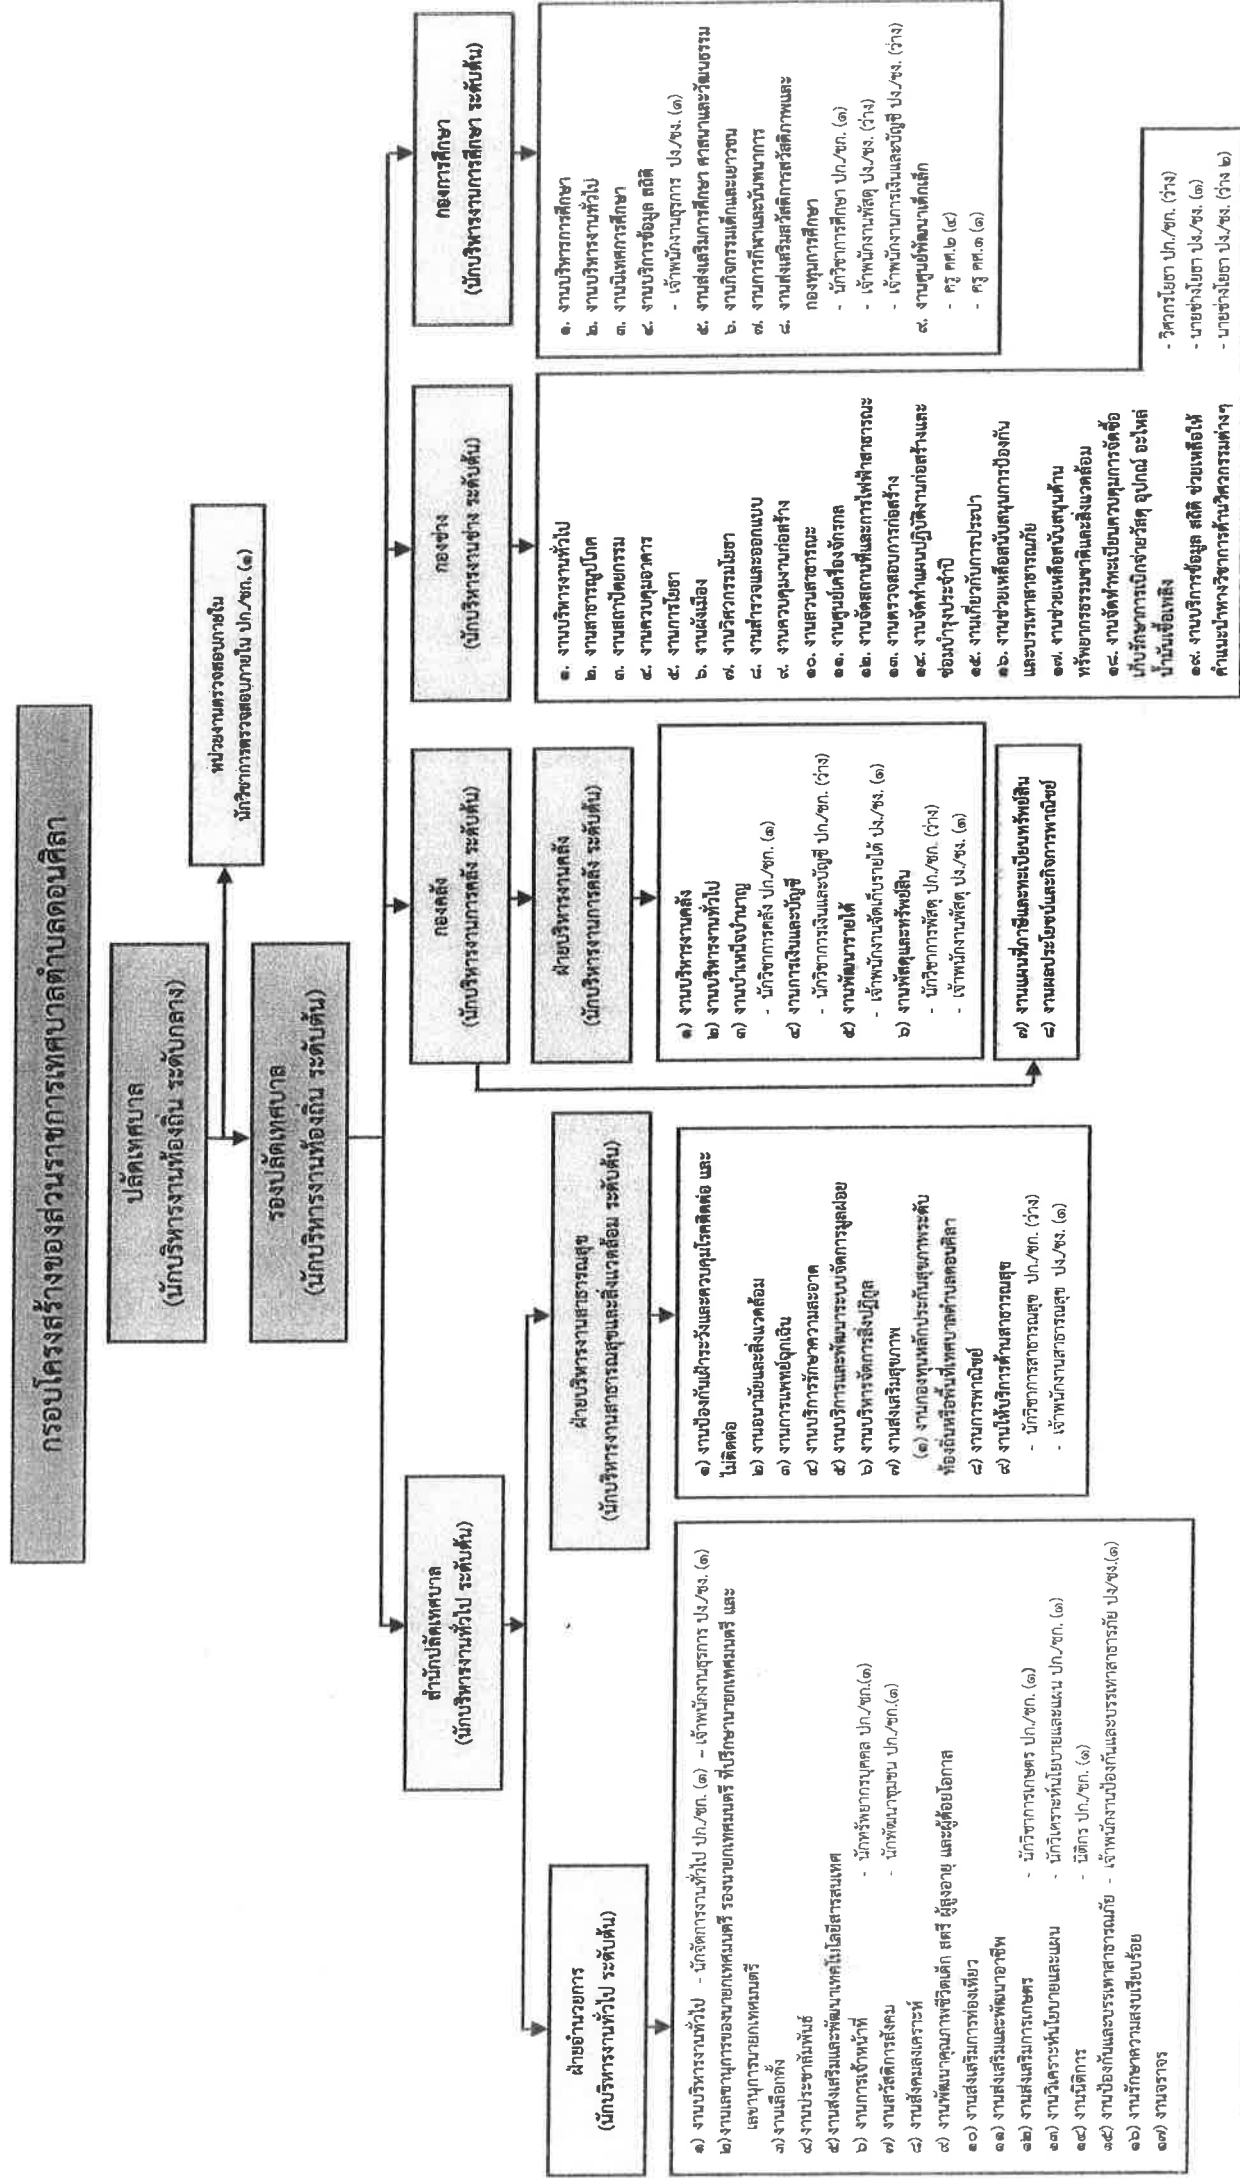 กรอบโครงสร้างของส่วนราชการเทศบาลตำบลดอนศิลา
ปลัดเทศบาล
(นักบริหารงานท้องถิ่น ระดับกลาง)
หน่วยงานตรวจสอบภายใน
นักวิชาการตรวจสอบภายใน ปก./ชก. (๑)
รองปลัดเทศบาล
(นักบริหารงานท้องถิ่น ระดับต้น)
สำนักปลัดเทศบาล
(นักบริหารงานทั่วไป ระดับต้น)
ฝ่ายอำนวยการ
(นักบริหารงานทั่วไป ระดับต้น)
๑) งานบริหารงานทั่วไป - นักจัดการงานทั่วไป ปก./ชก. (๑) – เจ้าพนักงานธุรการ ปง./ชง. (๑)
๒) งานเลขานุการของนายกเทศมนตรี รองนายกเทศมนตรี ที่ปรึกษานายกเทศมนตรี และ
เลขานุการนายกเทศมนตรี
๓) งานเลือกตั้ง
๔) งานประชาสัมพันธ์
๕) งานส่งเสริมและพัฒนาเทคโนโลยีสารสนเทศ
๖) งานการเจ้าหน้าที่ - นักทรัพยากรบุคคล ปก./ชก.(๑)
๗) งานสวัสดิการสังคม - นักพัฒนาชุมชน ปก./ชก.(๑)
๘) งานสังคมสงเคราะห์
๙) งานพัฒนาคุณภาพชีวิตเด็ก สตรี ผู้สูงอายุ และผู้ด้อยโอกาส
๑๐) งานส่งเสริมการท่องเที่ยว
๑๑) งานส่งเสริมและพัฒนาอาชีพ
๑๒) งานส่งเสริมการเกษตร - นักวิชาการเกษตร ปก./ชก. (๑)
๑๓) งานวิเคราะห์นโยบายและแผน - นักวิเคราะห์นโยบายและแผน ปก./ชก. (๑)
๑๔) งานนิติการ - นิติกร ปก./ชก. (๑)
๑๕) งานป้องกันและบรรเทาสาธารณภัย - เจ้าพนักงานป้องกันและบรรเทาสาธารภัย ปง/ชง.(๑)
๑๖) งานรักษาความสงบเรียบร้อย
๑๗) งานจราจร
ฝ่ายบริหารงานสาธารณสุข
(นักบริหารงานสาธารณสุขและสิ่งแวดล้อม ระดับต้น)
๑) งานป้องกันเฝ้าระวังและควบคุมโรคติดต่อ และ
ไม่ติดต่อ
๒) งานอนามัยและสิ่งแวดล้อม
๓) งานการแพทย์ฉุกเฉิน
๔) งานบริการรักษาความสะอาด
๕) งานบริการและพัฒนาระบบจัดการมูลฝอย
๖) งานบริหารจัดการสิ่งปฏิกูล
๗) งานส่งเสริมสุขภาพ
(๑) งานกองทุนหลักประกันสุขภาพระดับ
ท้องถิ่นหรือพื้นที่เทศบาลตำบลดอนศิลา
๘) งานการพาณิชย์
๙) งานให้บริการด้านสาธารณสุข
- นักวิชาการสาธารณสุข ปก./ชก. (ว่าง)
- เจ้าพนักงานสาธารณสุข ปง./ชง. (๑)
กองคลัง
(นักบริหารงานการคลัง ระดับต้น)
ฝ่ายบริหารงานคลัง
(นักบริหารงานการคลัง ระดับต้น)
๑) งานบริหารงานคลัง
๒) งานบริหารงานทั่วไป
๓) งานบำเหน็จบำนาญ
- นักวิชาการคลัง ปก./ชก. (๑)
๔) งานการเงินและบัญชี
- นักวิชาการเงินและบัญชี ปก./ชก. (ว่าง)
๕) งานพัฒนารายได้
- เจ้าพนักงานจัดเก็บรายได้ ปง./ชง. (๑)
๖) งานพัสดุและทรัพย์สิน
- นักวิชาการพัสดุ ปก./ชก. (ว่าง)
- เจ้าพนักงานพัสดุ ปง./ชง. (๑)
๗) งานแผนที่ภาษีและทะเบียนทรัพย์สิน
๘) งานผลประโยชน์และกิจการพาณิชย์
กองช่าง
(นักบริหารงานช่าง ระดับต้น)
๑. งานบริหารงานทั่วไป
๒. งานสาธารณูปโภค
๓. งานสถาปัตยกรรม
๔. งานควบคุมอาคาร
๕. งานการโยธา
๖. งานผังเมือง
๗. งานวิศวกรรมโยธา
๘. งานสำรวจและออกแบบ
๙. งานควบคุมงานก่อสร้าง
๑๐. งานสวนสาธารณะ
๑๑. งานศูนย์เครื่องจักรกล
๑๒. งานจัดสถานที่และการไฟฟ้าสาธารณะ
๑๓. งานตรวจสอบการก่อสร้าง
๑๔. งานจัดทำแผนปฏิบัติงานก่อสร้างและ
ซ่อมบำรุงประจำปี
๑๕. งานเกี่ยวกับการประปา
๑๖. งานช่วยเหลือสนับสนุนการป้องกัน
และบรรเทาสาธารณภัย
๑๗. งานช่วยเหลือสนับสนุนด้าน
ทรัพยากรธรรมชาติและสิ่งแวดล้อม
๑๘. งานจัดทำทะเบียนควบคุมการจัดซื้อ
เก็บรักษาการเบิกจ่ายวัสดุ อุปกรณ์ อะไหล่
น้ำมันเชื้อเพลิง
๑๙. งานบริการข้อมูล สถิติ ช่วยเหลือให้
คำแนะนำทางวิชาการด้านวิศวกรรมต่างๆ
- วิศวกรโยธา ปก./ชก. (ว่าง)
- นายช่างโยธา ปง./ชง. (๑)
- นายช่างโยธา ปง./ชง. (ว่าง ๒)
กองการศึกษา
(นักบริหารงานการศึกษา ระดับต้น)
๑. งานบริหารการศึกษา
๒. งานบริหารงานทั่วไป
๓. งานนิเทศการศึกษา
๔. งานบริการข้อมูล สถิติ
- เจ้าพนักงานธุรการ ปง./ชง. (๑)
๕. งานส่งเสริมการศึกษา ศาสนาและวัฒนธรรม
๖. งานกิจกรรมเด็กและเยาวชน
๗. งานการกีฬาและนันทนาการ
๘. งานส่งเสริมสวัสดิการสวัสดิภาพและ
กองทุนการศึกษา
- นักวิชาการศึกษา ปก./ชก. (๑)
- เจ้าพนักงานพัสดุ ปง./ชง. (ว่าง)
- เจ้าพนักงานการเงินและบัญชี ปง./ชง. (ว่าง)
๙. งานศูนย์พัฒนาเด็กเล็ก
- ครู คศ.๒ (๔)
- ครู คศ.๑ (๑)